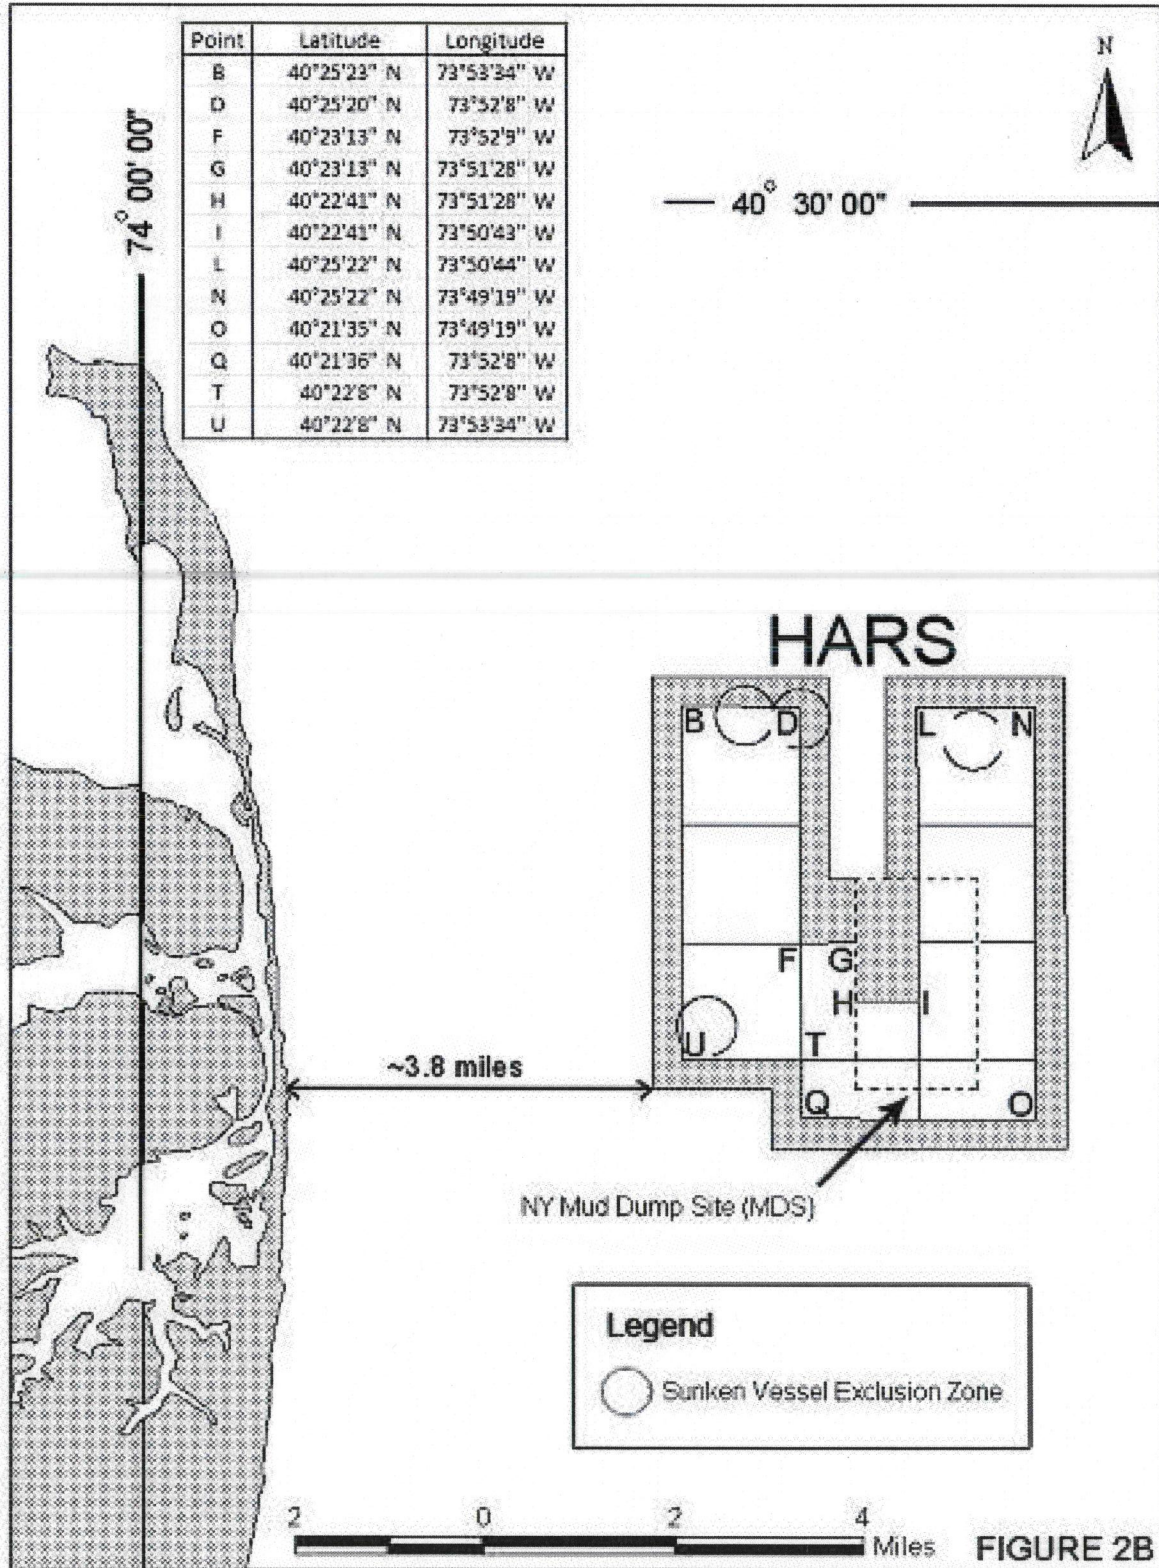 Point Latitude Longitude
B 40°25'23" N 73°53'34" W
D 40°25'20" N 73°52'8" W
F 40°23'13" N 73°52'9" W
G 40°23'13" N 73°51'28" W
H 40°22'41" N 73°51'28" W
I 40°22'41" N 73°50'43" W
L 40°25'22" N 73°50'44" W
N 40°25'22" N 73°49'19" W
O 40°21'35" N 73°49'19" W
Q 40°21'36" N 73°52'8" W
T 40°22'8" N 73°52'8" W
U 40°22'8" N 73°53'34" W
N
74° 00' 00"
40° 30' 00"
HARS
B D L N
F G
H I
U T
~3.8 miles
Q O
NY Mud Dump Site (MDS)
Legend
Sunken Vessel Exclusion Zone
2 0 2 4
Miles
FIGURE 2B